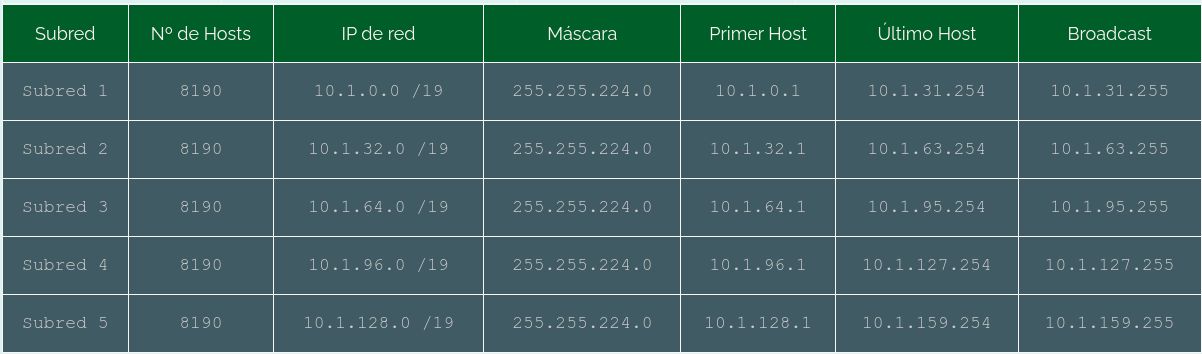 Subred Nº de Hosts IP de red Máscara Primer Host Último Host Broadcast
Subred 1 8190 10.1.0.0 /19 255.255.224.0 10.1.0.1 10.1.31.254 10.1.31.255
Subred 2 8190 10.1.32.0 /19 255.255.224.0 10.1.32.1 10.1.63.254 10.1.63.255
Subred 3 8190 10.1.64.0 /19 255.255.224.0 10.1.64.1 10.1.95.254 10.1.95.255
Subred 4 8190 10.1.96.0 /19 255.255.224.0 10.1.96.1 10.1.127.254 10.1.127.255
Subred 5 8190 10.1.128.0 /19 255.255.224.0 10.1.128.1 10.1.159.254 10.1.159.255